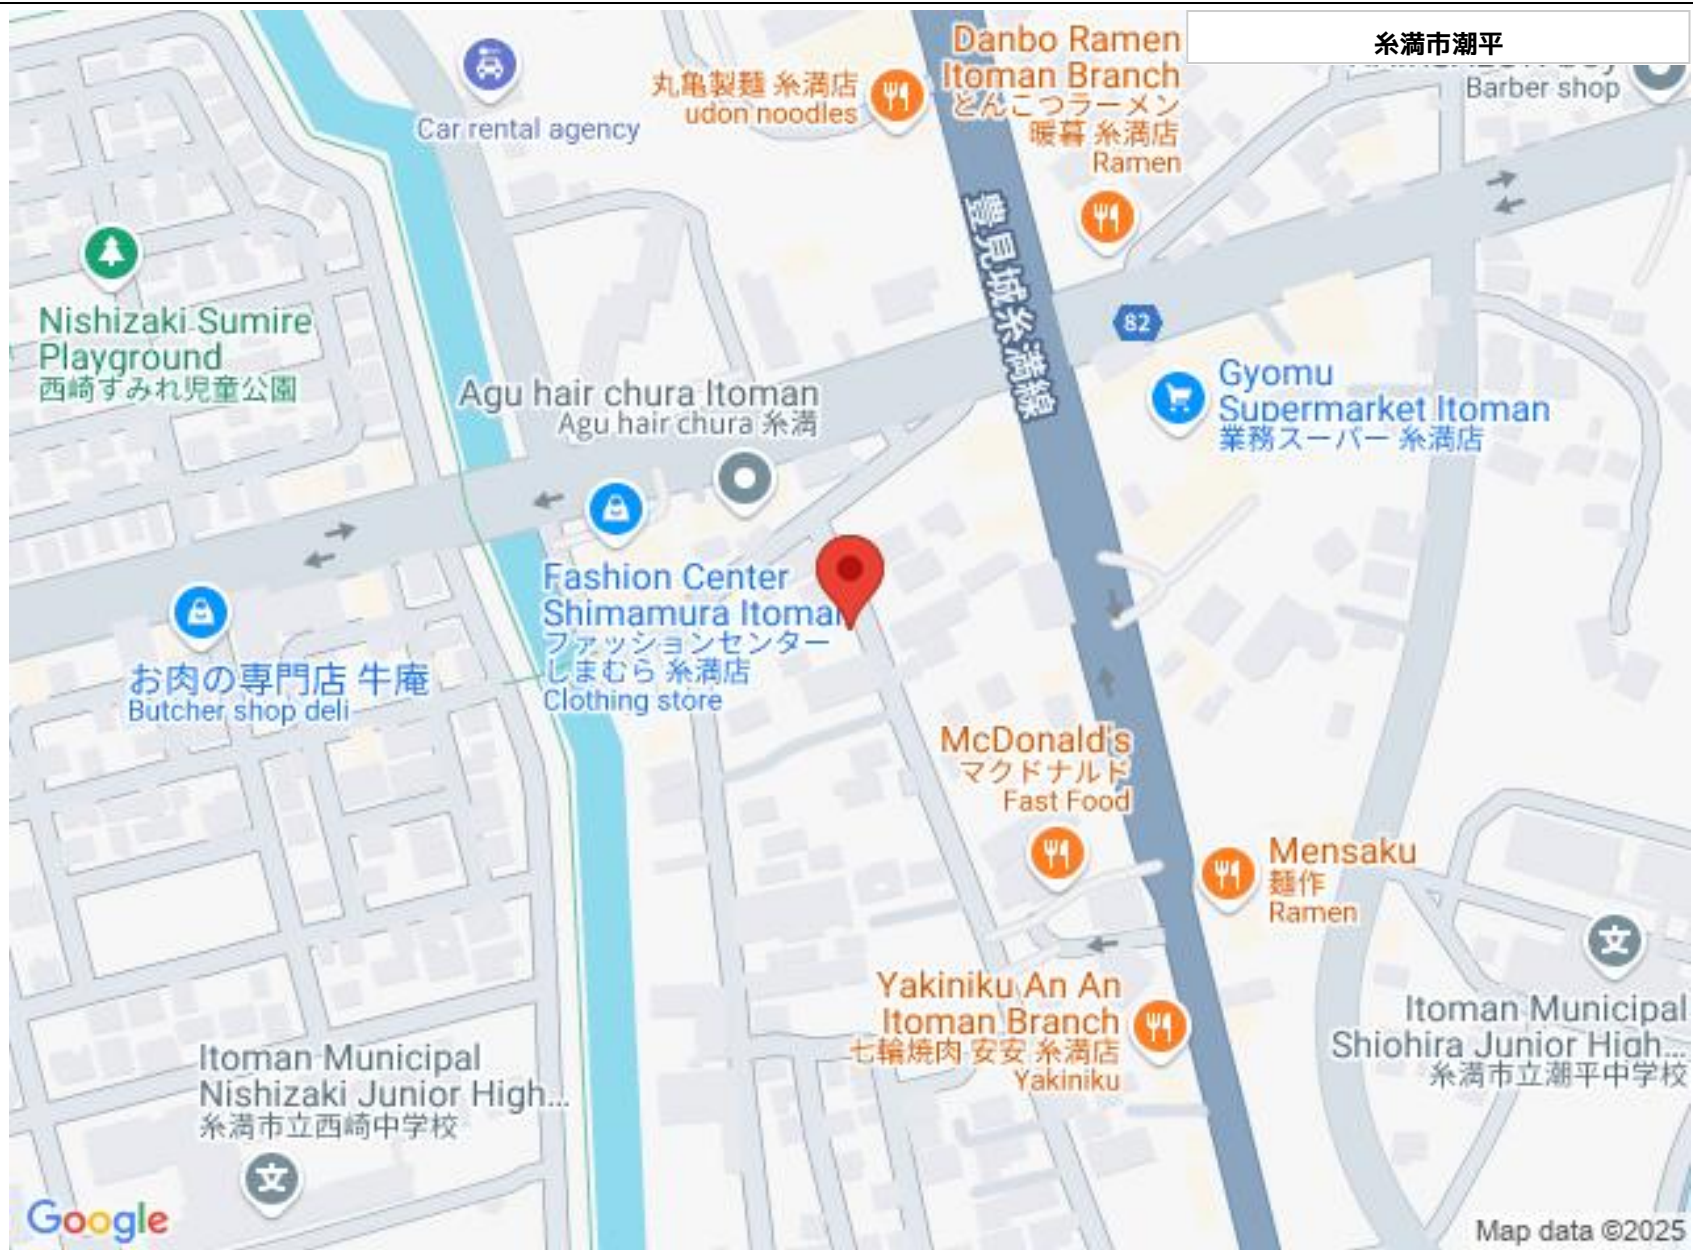 糸満市潮平
Danbo Ramen
Itoman Branch
とんこつラーメン
暖暮 糸満店
Ramen
丸亀製麺 糸満店
udon noodles
Barber shop
Car rental agency
豊見城糸満線
82
Nishizaki Sumire
Playground
西崎すみれ児童公園
Agu hair chura Itoman
Agu hair chura 糸満
Gyomu
Supermarket Itoman
業務スーパー 糸満店
Fashion Center
Shimamura Itoman
ファッションセンター
しまむら 糸満店
Clothing store
お肉の専門店 牛庵
Butcher shop deli
McDonald's
マクドナルド
Fast Food
Mensaku
麺作
Ramen
Yakiniku An An
Itoman Branch
七輪焼肉 安安 糸満店
Yakiniku
Itoman Municipal
Shiohira Junior High...
糸満市立潮平中学校
文
Itoman Municipal
Nishizaki Junior High...
糸満市立西崎中学校
文
Google
Map data ©2025